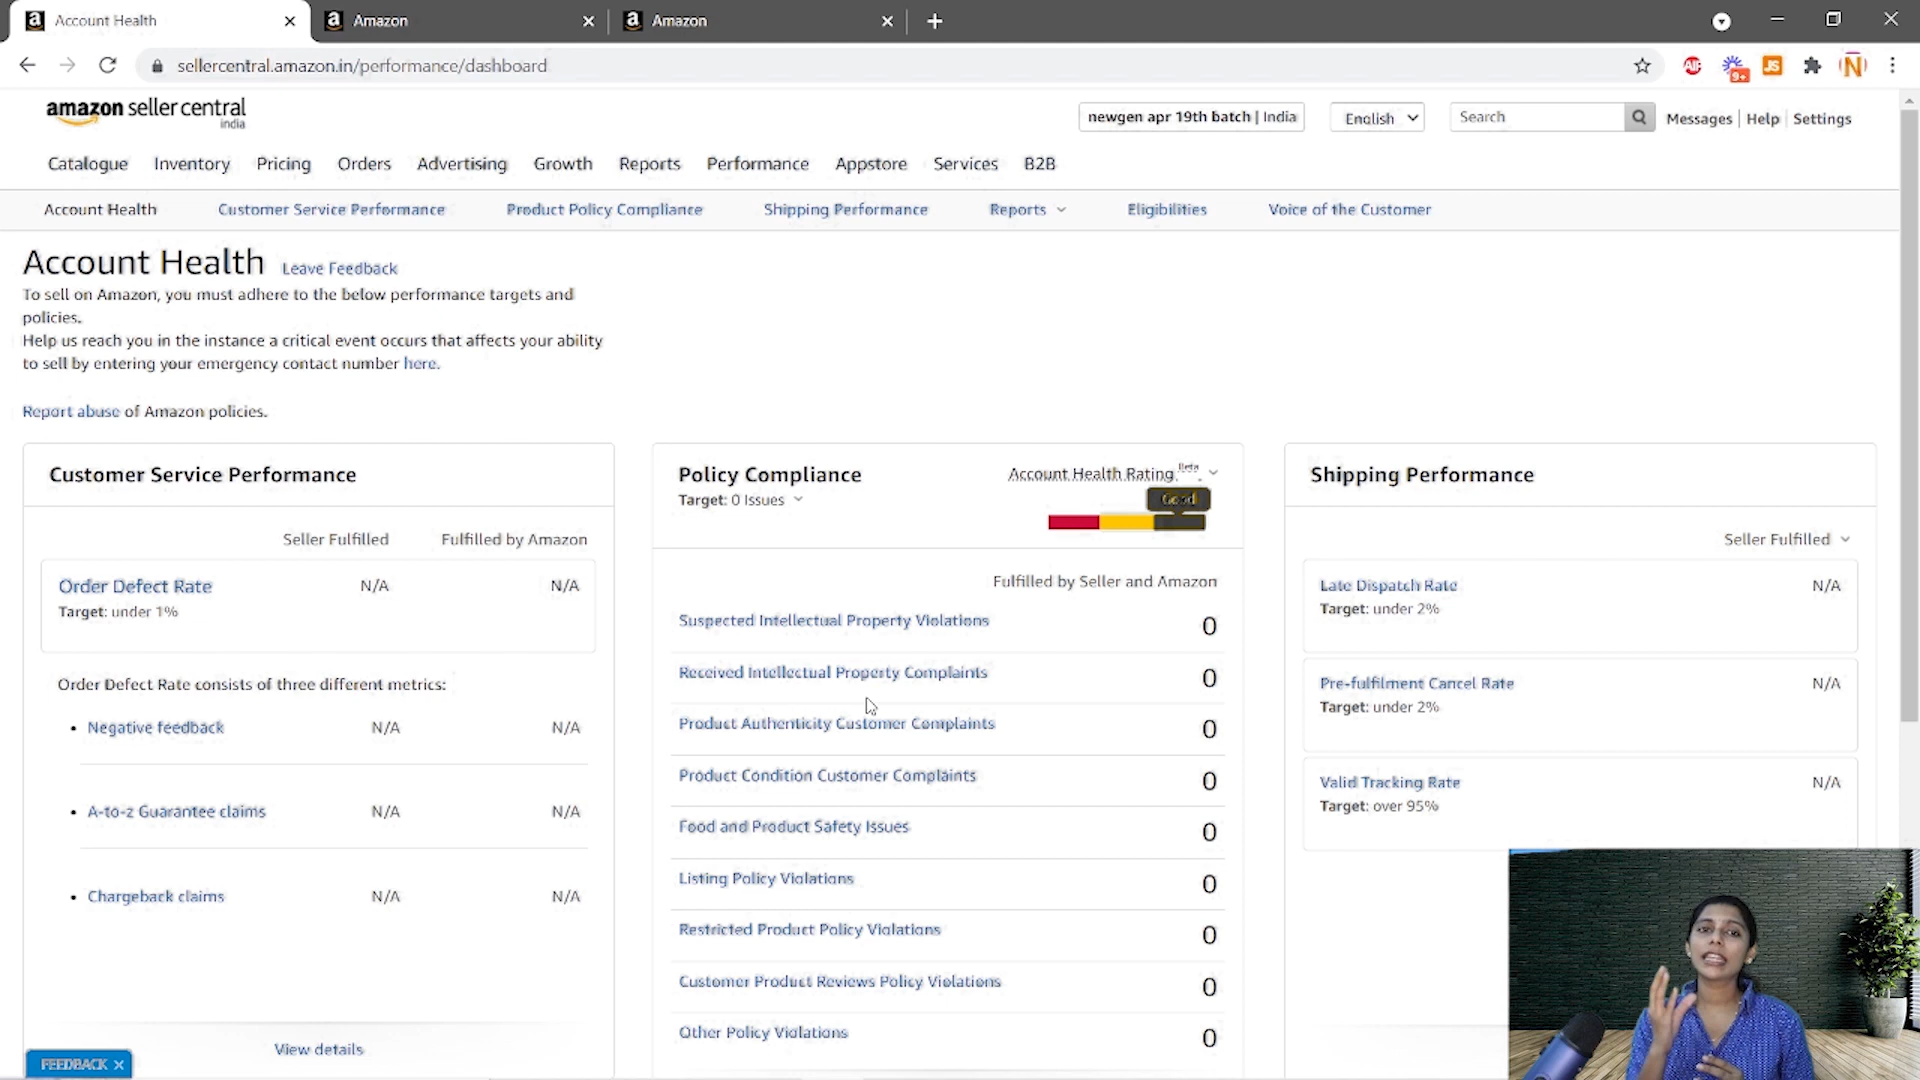 Account Health
Amazon
Amazon
sellercentral.amazon.in/performance/dashboard
9+
JS
N
amazon seller central
india
newgen apr 19th batch | India
English
Search
Messages | Help | Settings
Catalogue Inventory Pricing Orders Advertising Growth Reports Performance Appstore Services B2B
Account Health Customer Service Performance Product Policy Compliance Shipping Performance Reports Eligibilities Voice of the Customer
Account Health Leave Feedback
To sell on Amazon, you must adhere to the below performance targets and
policies.
Help us reach you in the instance a critical event occurs that affects your ability
to sell by entering your emergency contact number here.
Report abuse of Amazon policies.
Customer Service Performance
Seller Fulfilled Fulfilled by Amazon
Order Defect Rate N/A N/A
Target: under 1%
Order Defect Rate consists of three different metrics:
• Negative feedback N/A N/A
• A-to-z Guarantee claims N/A N/A
• Chargeback claims N/A N/A
View details
FEEDBACK
Policy Compliance
Target: 0 Issues
Account Health Rating Beta
Good
Fulfilled by Seller and Amazon
Suspected Intellectual Property Violations 0
Received Intellectual Property Complaints 0
Product Authenticity Customer Complaints 0
Product Condition Customer Complaints 0
Food and Product Safety Issues 0
Listing Policy Violations 0
Restricted Product Policy Violations 0
Customer Product Reviews Policy Violations 0
Other Policy Violations 0
Shipping Performance
Seller Fulfilled
Late Dispatch Rate N/A
Target: under 2%
Pre-fulfilment Cancel Rate N/A
Target: under 2%
Valid Tracking Rate N/A
Target: over 95%